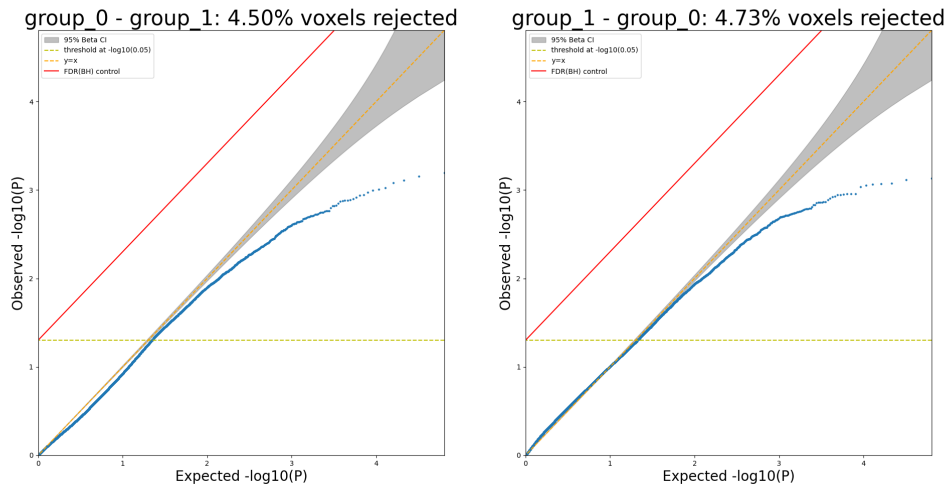 group_0 - group_1: 4.50% voxels rejected
95% Beta CI
threshold at -log10(0.05)
y=x
FDR(BH) control
Observed -log10(P)
4
3
2
1
0
0
1
2
3
4
Expected -log10(P)
group_1 - group_0: 4.73% voxels rejected
95% Beta CI
threshold at -log10(0.05)
y=x
FDR(BH) control
Observed -log10(P)
4
3
2
1
0
0
1
2
3
4
Expected -log10(P)